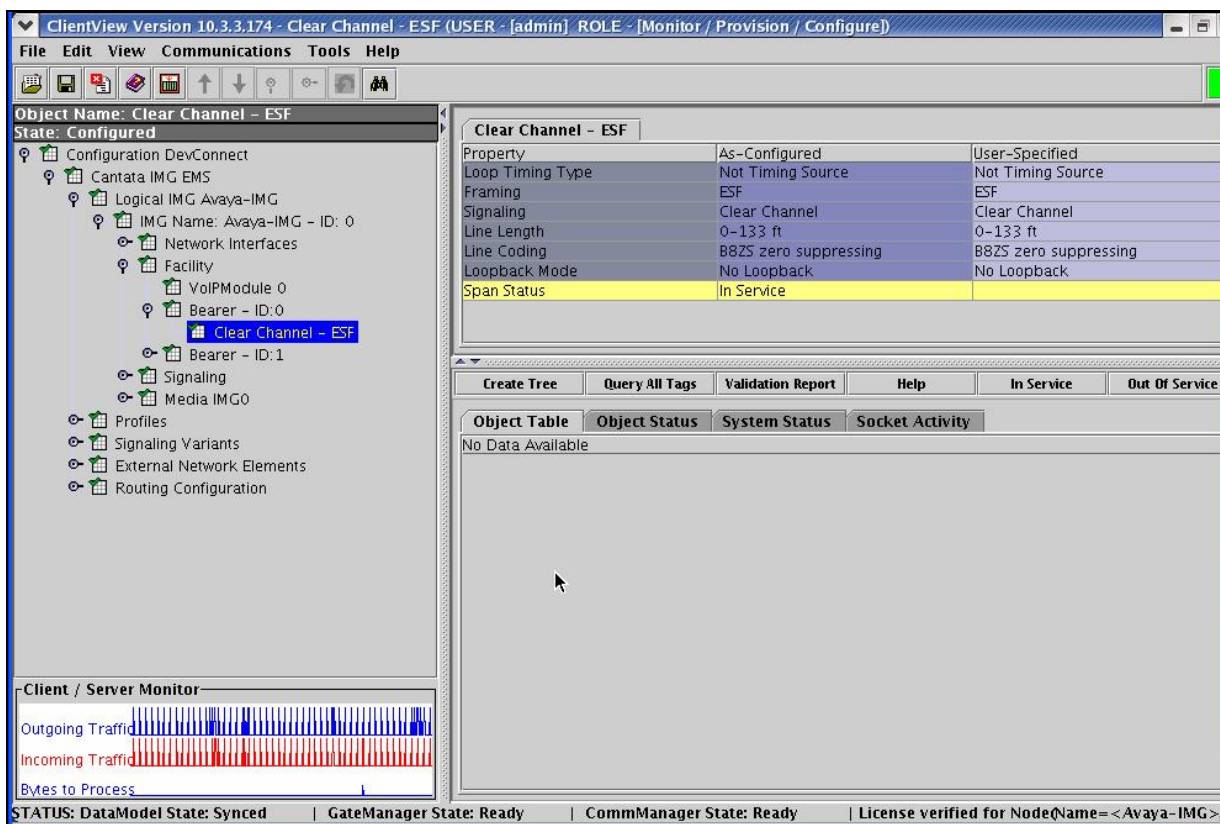 ClientView Version 10.3.3.174 - Clear Channel - ESF (USER - [admin] ROLE - [Monitor / Provision / Configure])
File Edit View Communications Tools Help
Object Name: Clear Channel - ESF
State: Configured
Configuration DevConnect
Cantata IMG EMS
Logical IMG Avaya-IMG
IMG Name: Avaya-IMG - ID: 0
Network Interfaces
Facility
VoIPModule 0
Bearer - ID:0
Clear Channel - ESF
Bearer - ID:1
Signaling
Media IMG0
Profiles
Signaling Variants
External Network Elements
Routing Configuration
Client / Server Monitor
Outgoing Traffic
Incoming Traffic
Bytes to Process
Clear Channel - ESF
Property As-Configured User-Specified
Loop Timing Type Not Timing Source Not Timing Source
Framing ESF ESF
Signaling Clear Channel Clear Channel
Line Length 0-133 ft 0-133 ft
Line Coding B8ZS zero suppressing B8ZS zero suppressing
Loopback Mode No Loopback No Loopback
Span Status In Service
Create Tree Query All Tags Validation Report Help In Service Out Of Service
Object Table Object Status System Status Socket Activity
No Data Available
STATUS: DataModel State: Synced | GateManager State: Ready | CommManager State: Ready | License verified for Node(Name=<Avaya-IMG>